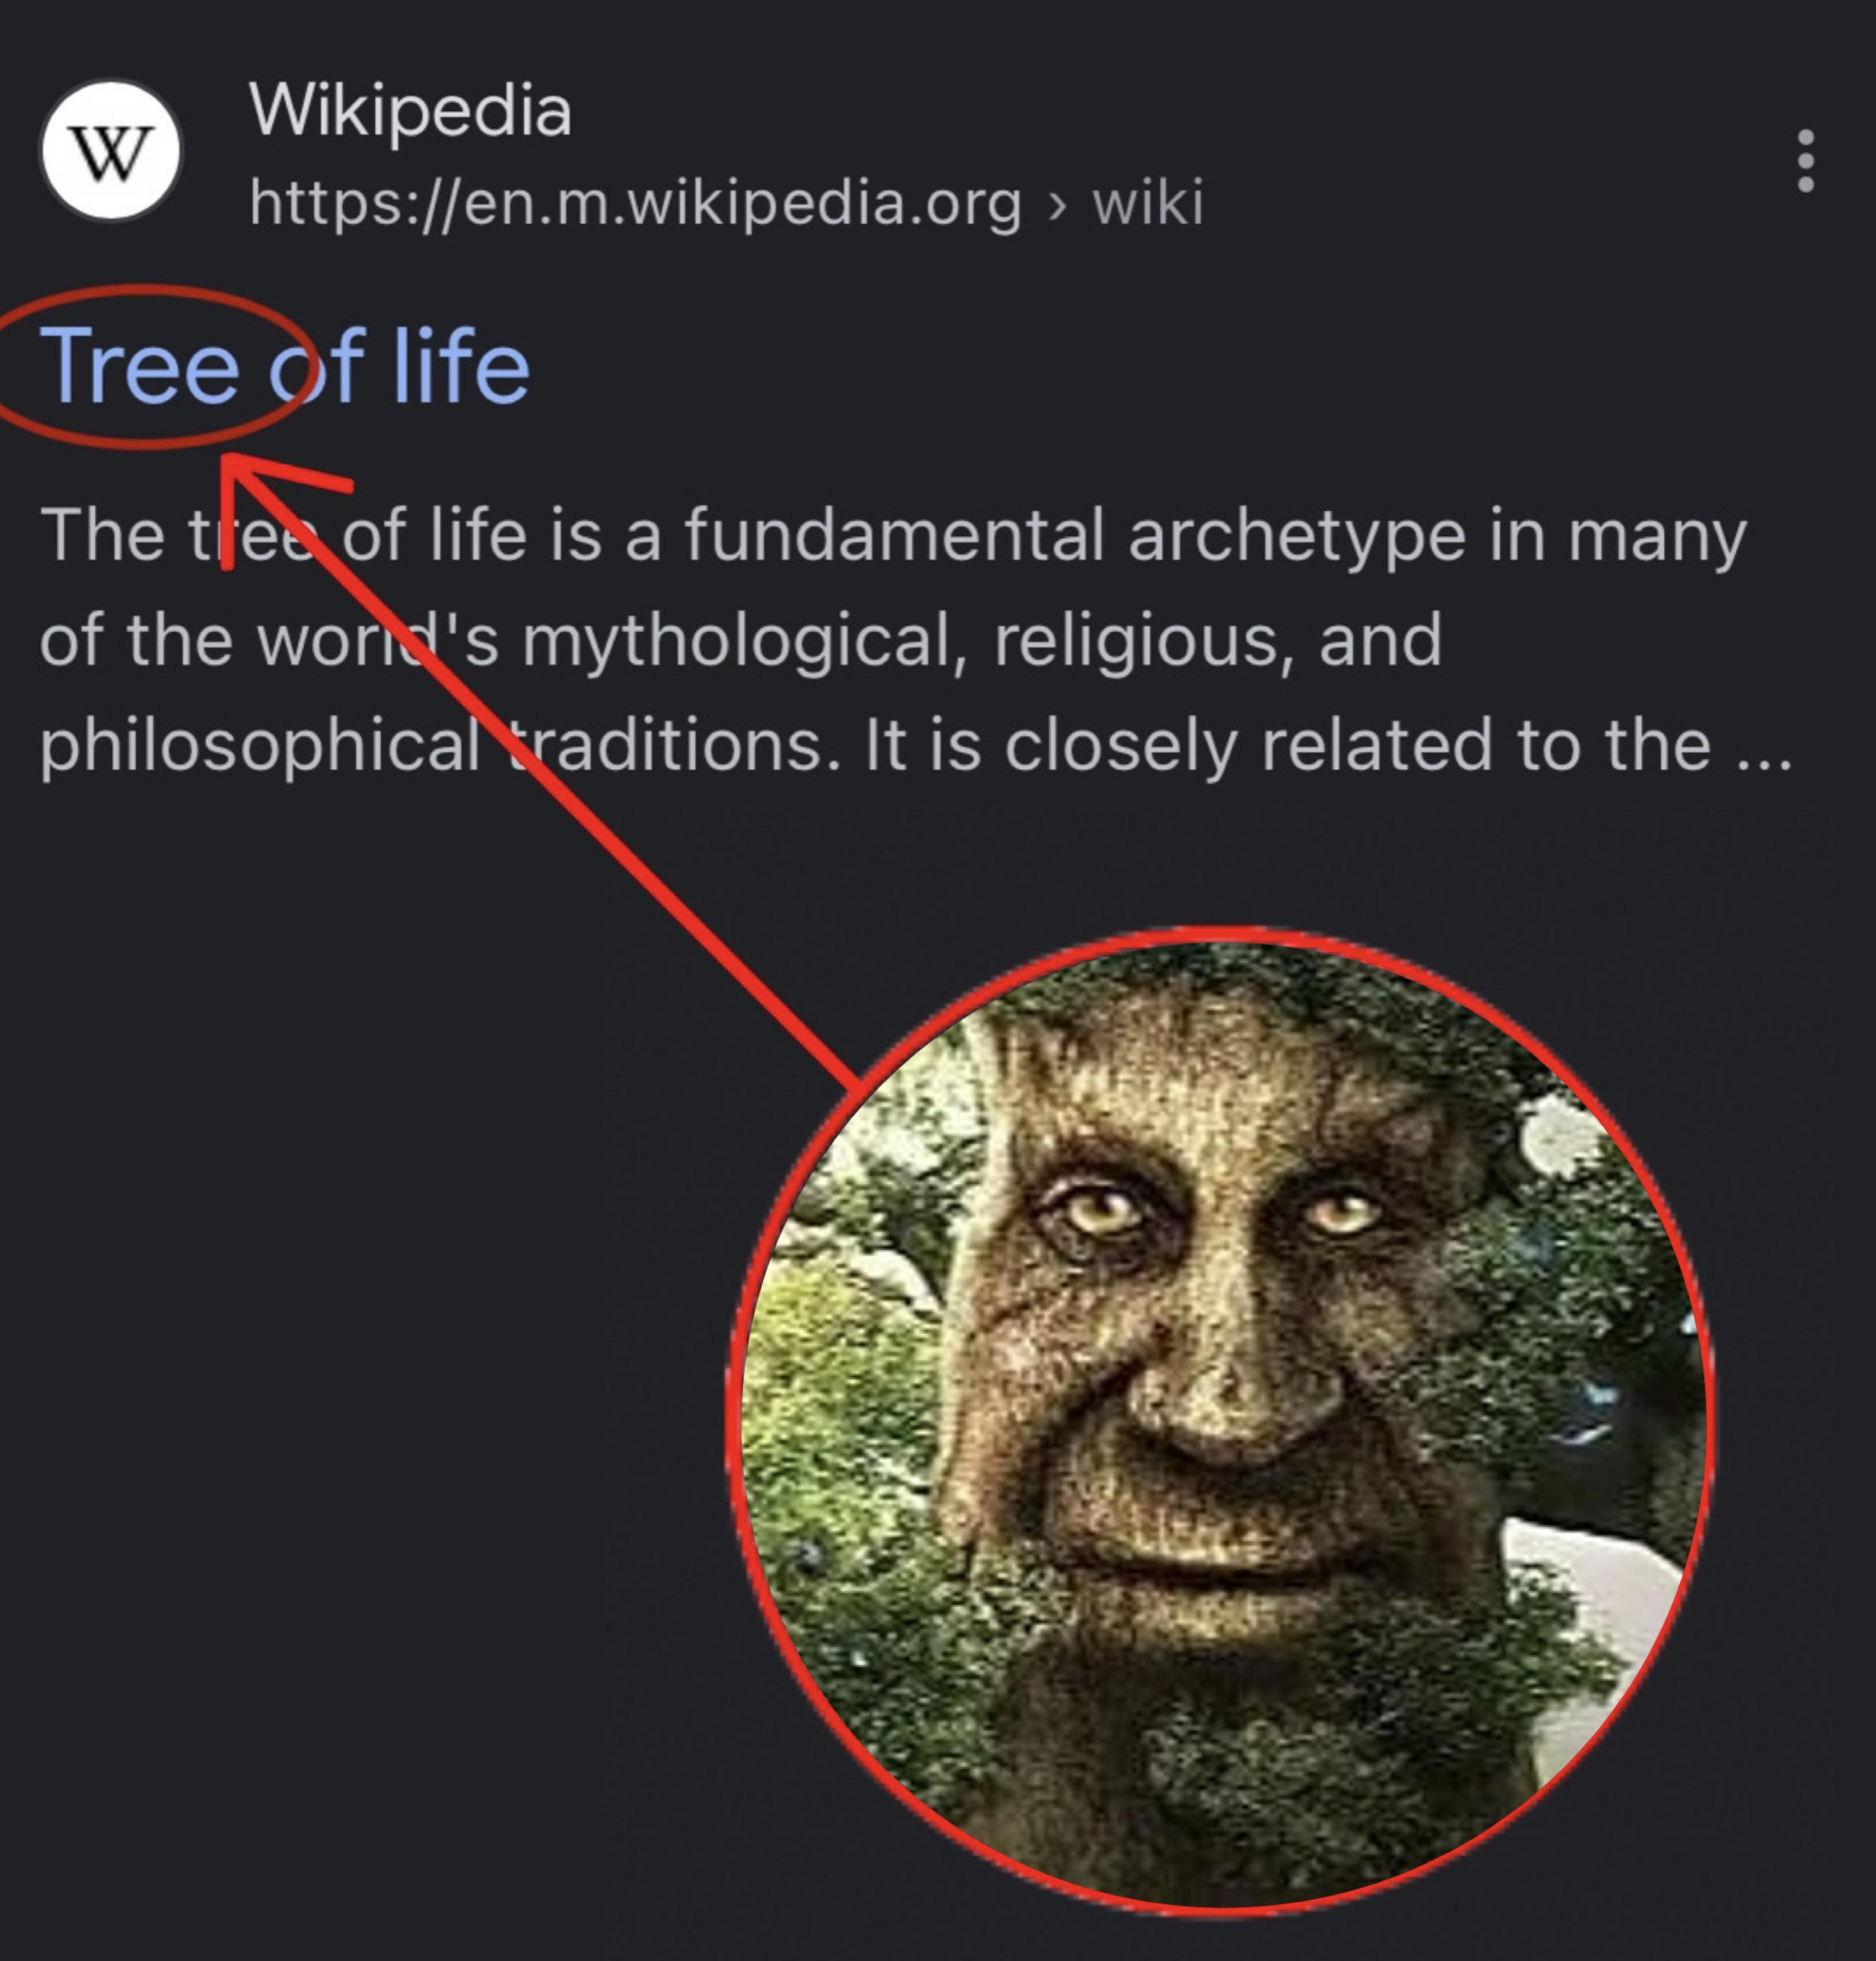 W
Wikipedia
https://en.m.wikipedia.org › wiki
Tree of life
The tree of life is a fundamental archetype in many
of the world's mythological, religious, and
philosophical traditions. It is closely related to the ...